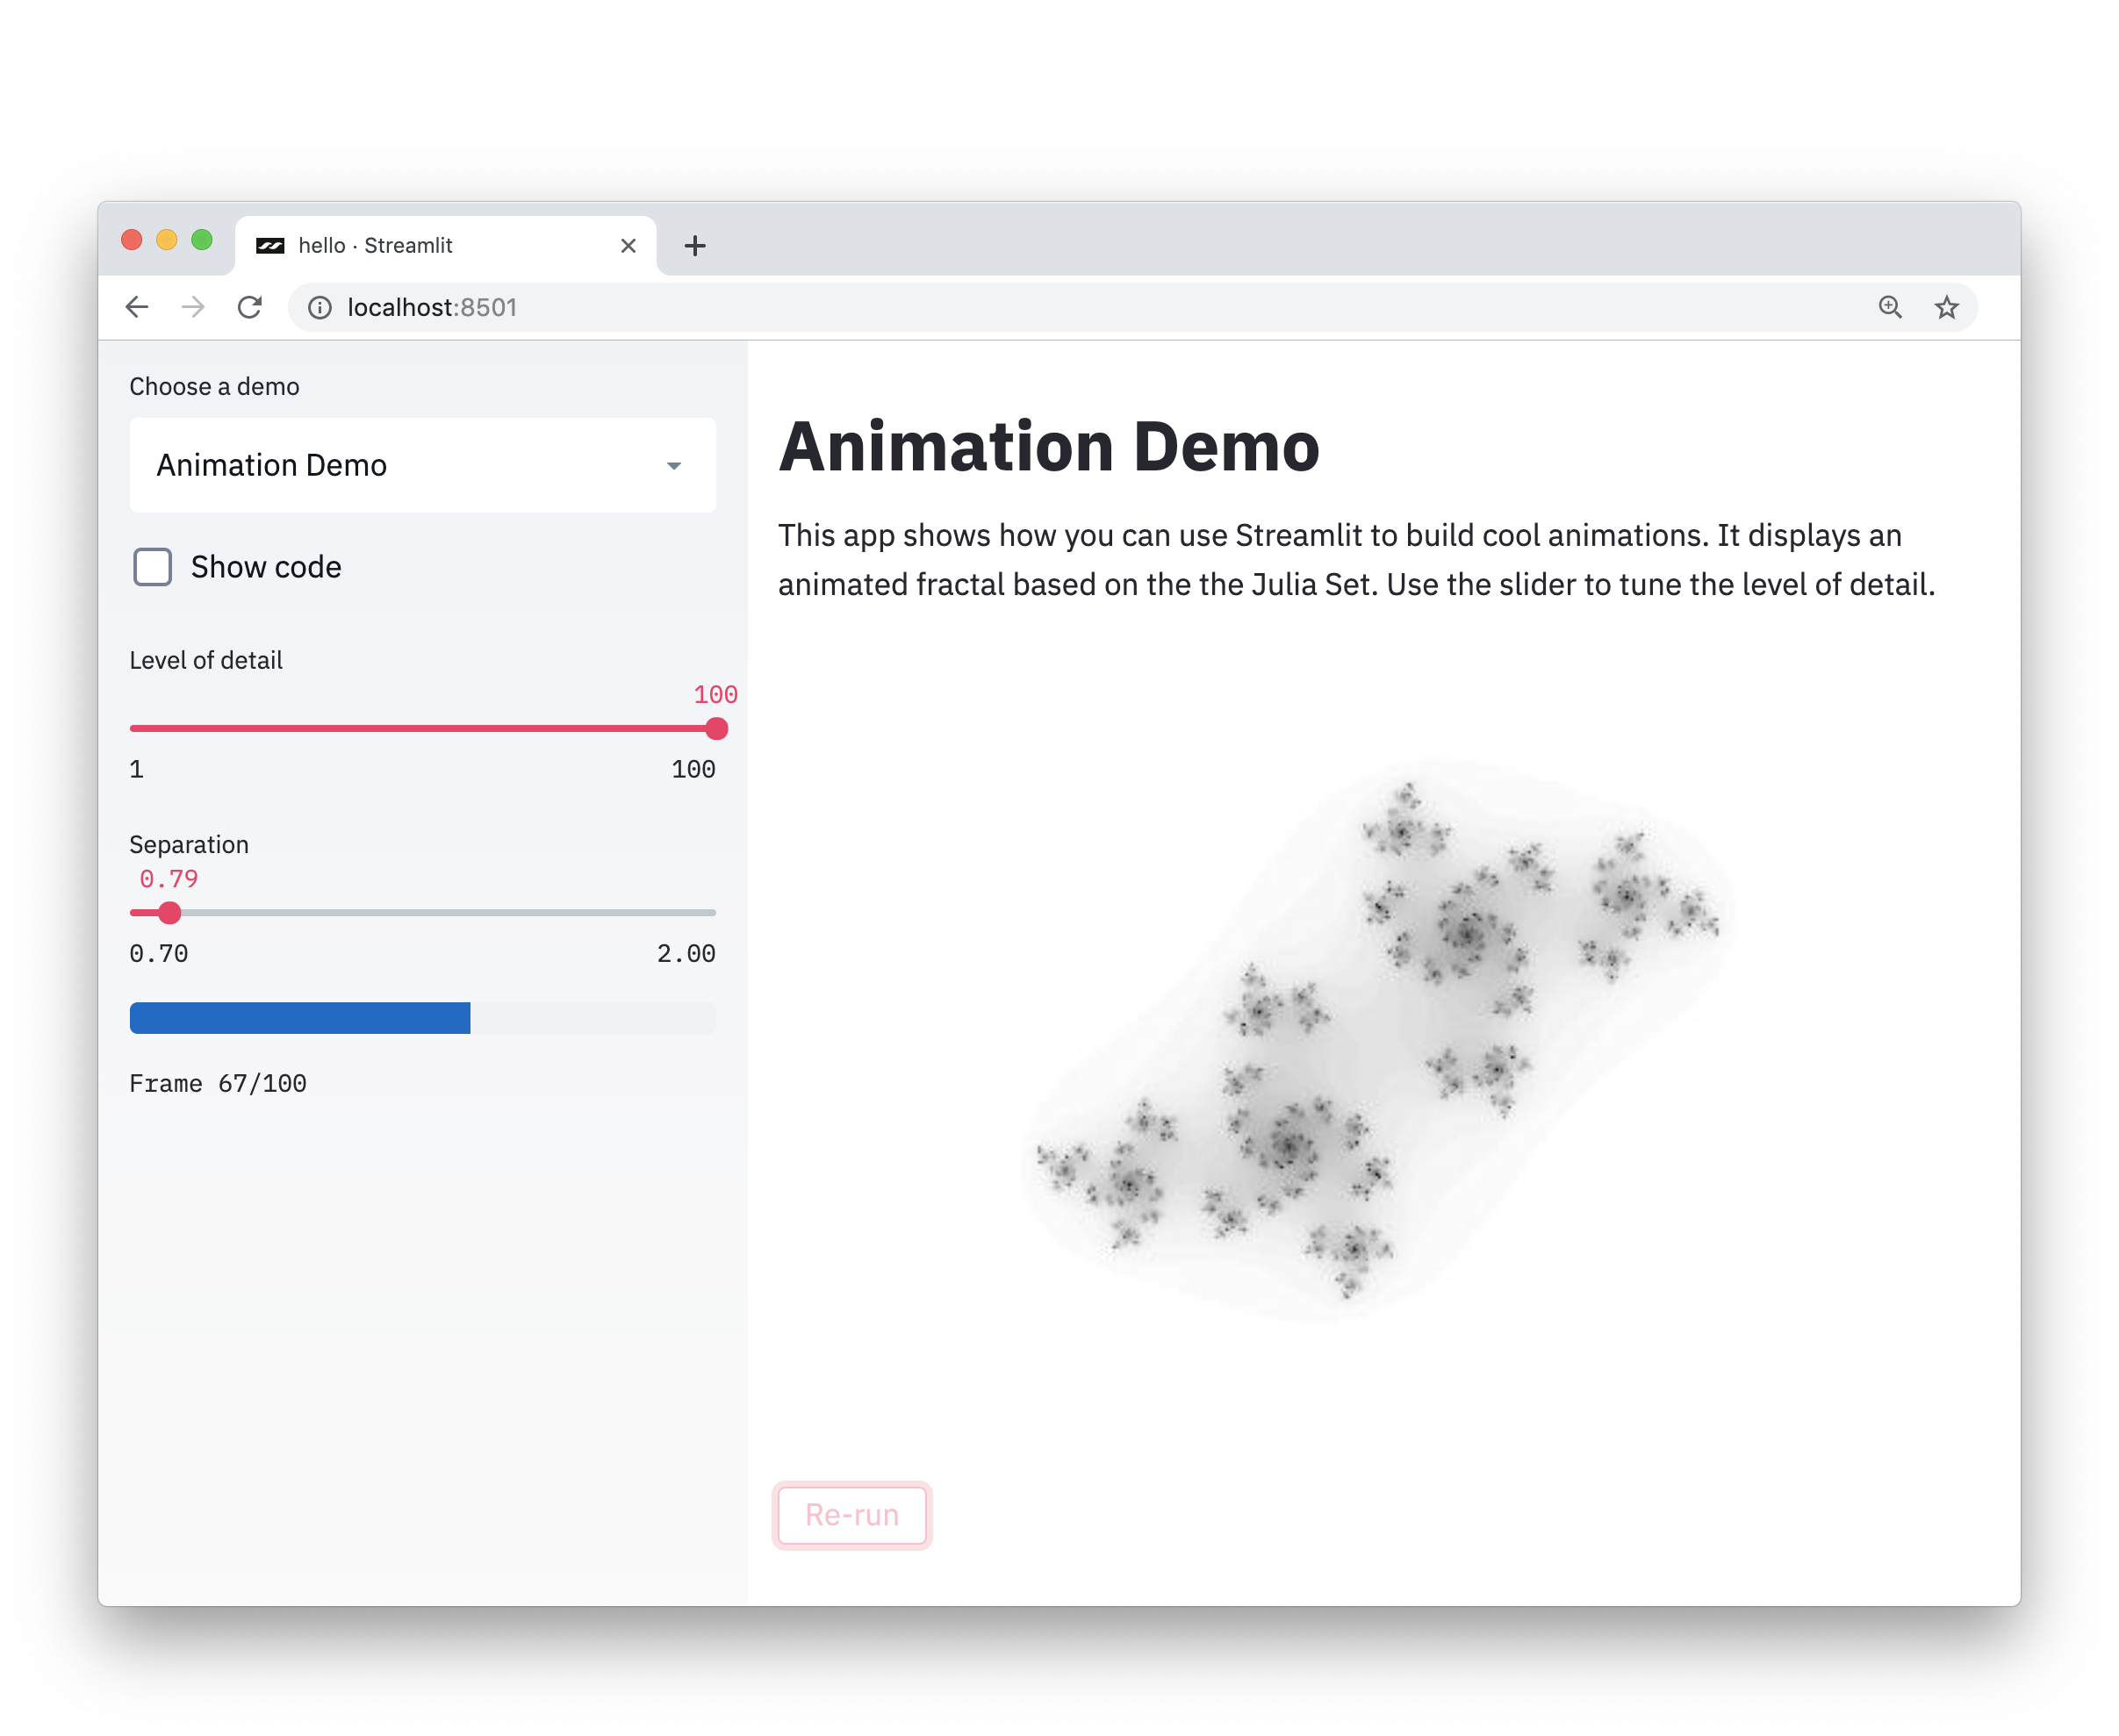 hello · Streamlit
localhost:8501
Choose a demo
Animation Demo
Show code
Level of detail
100
1 100
Separation
0.79
0.70 2.00
Frame 67/100
Animation Demo
This app shows how you can use Streamlit to build cool animations. It displays an
animated fractal based on the the Julia Set. Use the slider to tune the level of detail.
Re-run